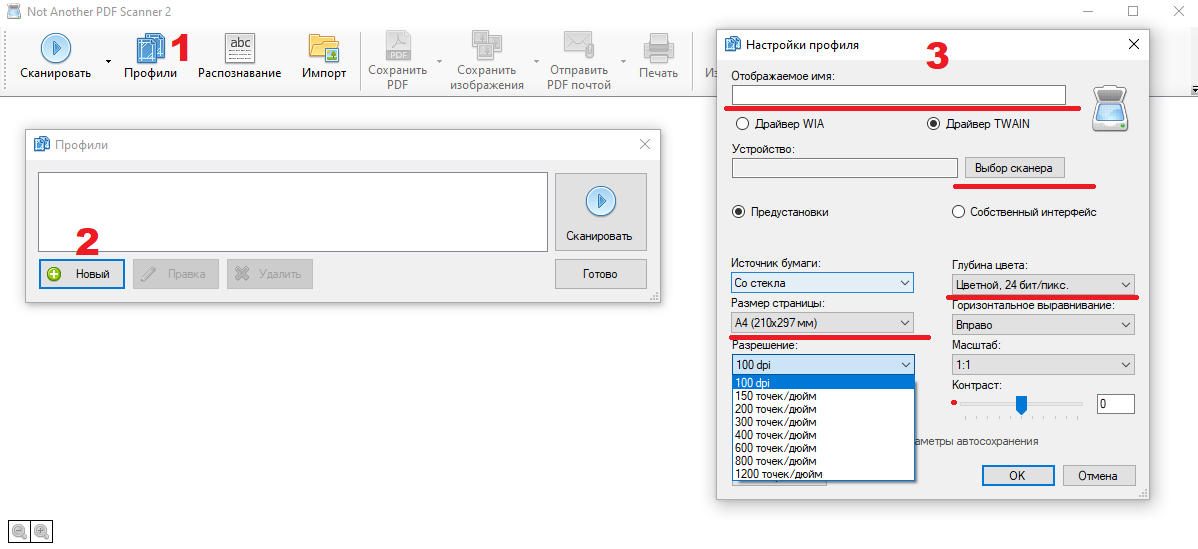 Not Another PDF Scanner 2
1
Сканировать
Профили
abc
Распознавание
Импорт
PDF
Сохранить
PDF
Сохранить
изображения
Отправить
PDF почтой
Печать
Из
Профили
Сканировать
2
Новый
Правка
Удалить
Готово
Настройки профиля
3
Отображаемое имя:
Драйвер WIA
Драйвер TWAIN
Устройство:
Выбор сканера
Предустановки
Собственный интерфейс
Источник бумаги:
Глубина цвета:
Со стекла
Цветной, 24 бит/пикс.
Размер страницы:
Горизонтальное выравнивание:
A4 (210x297 мм)
Вправо
Разрешение:
Масштаб:
100 dpi
1:1
100 dpi
Контраст:
150 точек/дюйм
0
200 точек/дюйм
300 точек/дюйм
400 точек/дюйм
аметры автосохранения
600 точек/дюйм
800 точек/дюйм
1200 точек/дюйм
OK
Отмена